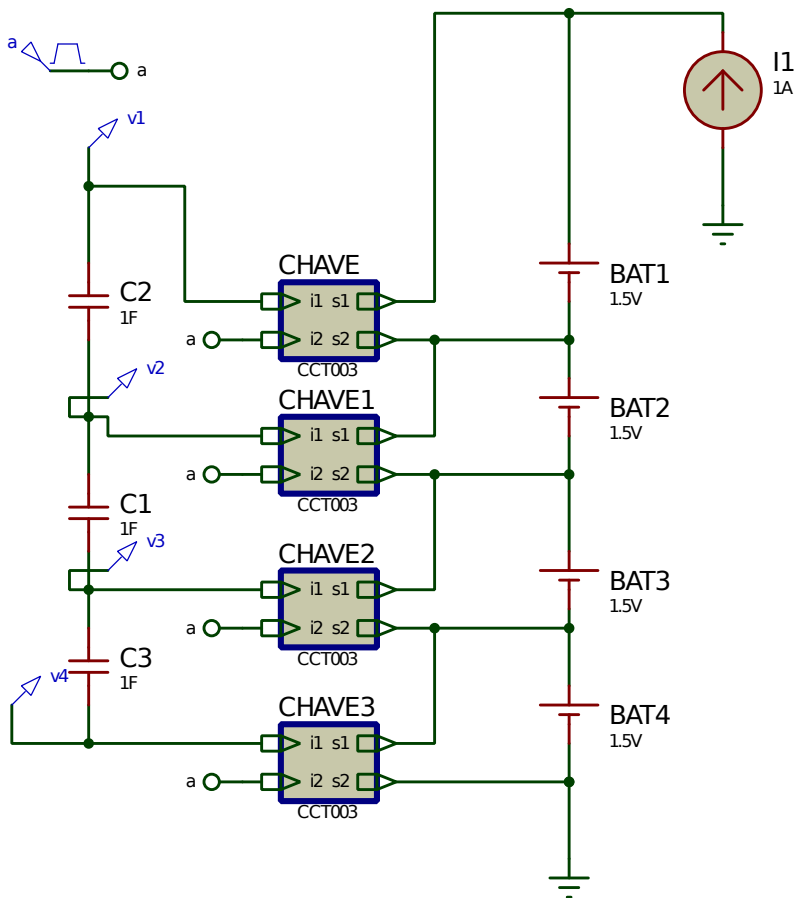 a
a
I1
1A
v1
CHAVE
C2
1F
i1 s1
BAT1
1.5V
a
i2 s2
CCT003
v2
CHAVE1
BAT2
1.5V
i1 s1
a
i2 s2
C1
1F
CCT003
v3
CHAVE2
BAT3
1.5V
i1 s1
a
i2 s2
C3
1F
CCT003
v4
CHAVE3
BAT4
1.5V
i1 s1
a
i2 s2
CCT003